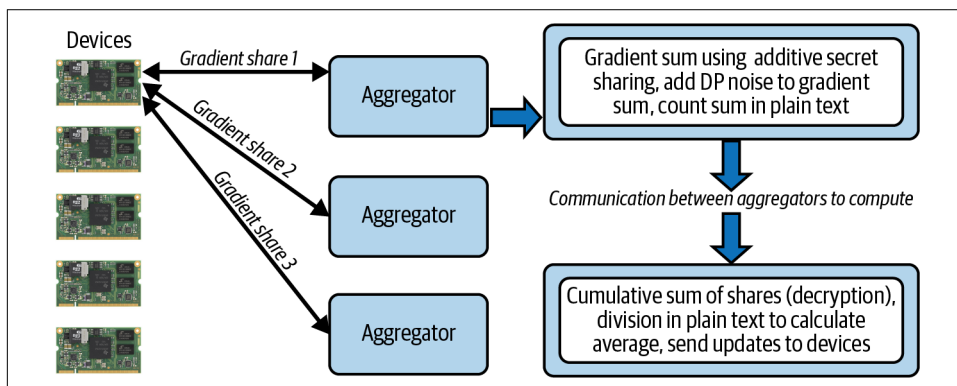 Devices
Gradient share 1
Gradient share 2
Gradient share 3
Aggregator
Aggregator
Aggregator
Gradient sum using additive secret
sharing, add DP noise to gradient
sum, count sum in plain text
Communication between aggregators to compute
Cumulative sum of shares (decryption),
division in plain text to calculate
average, send updates to devices